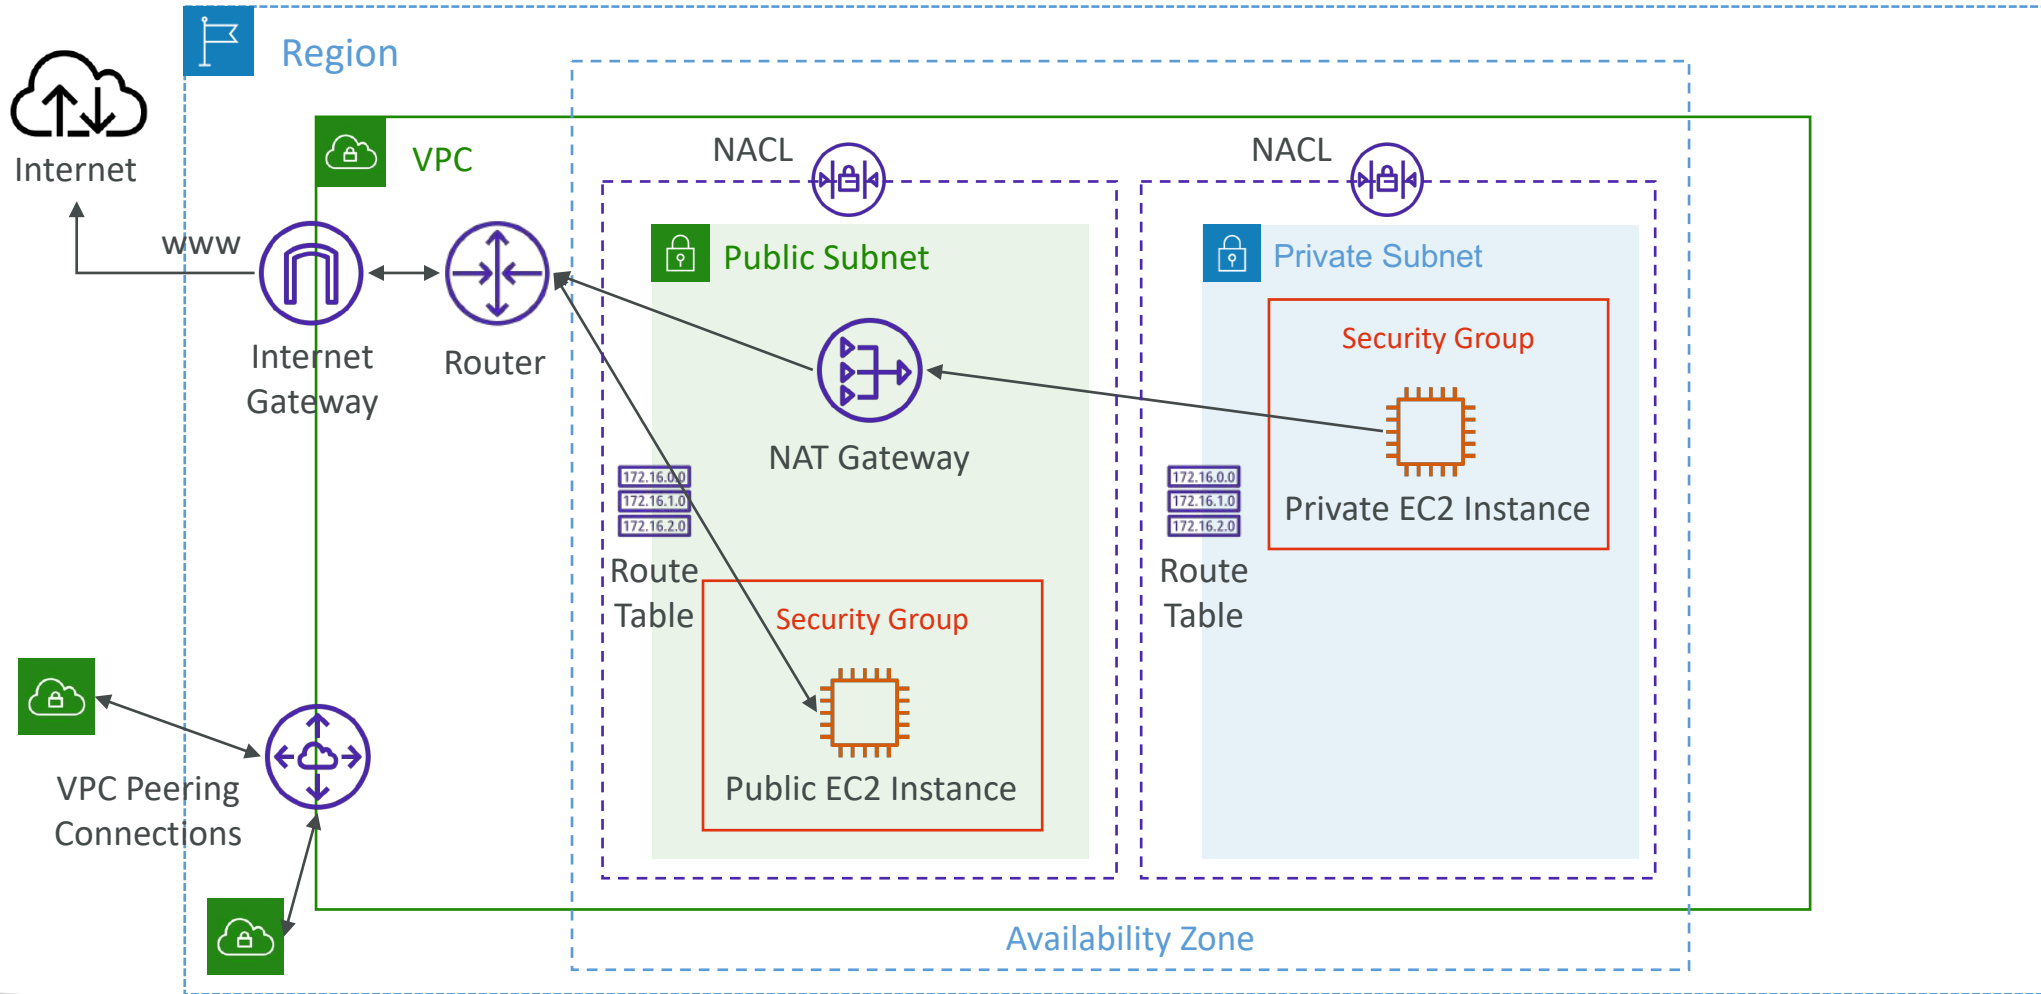 Region
Internet
VPC
NACL
NACL
www
Public Subnet
Private Subnet
Internet
Gateway
Router
Security Group
NAT Gateway
Private EC2 Instance
172.16.0.0
172.16.1.0
172.16.2.0
Route
Table
172.16.0.0
172.16.1.0
172.16.2.0
Route
Table
Security Group
Public EC2 Instance
VPC Peering
Connections
Availability Zone